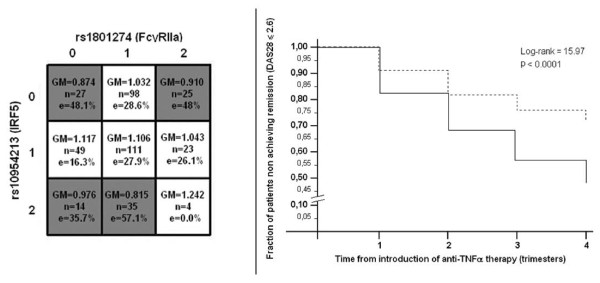 rs1801274 (FcγRIIa)
0 1 2
rs10954213 (IRF5)
0
GM=0.874 GM=1.032 GM=0.910
n=27 n=98 n=25
e=48.1% e=28.6% e=48%
1
GM=1.117 GM=1.106 GM=1.043
n=49 n=111 n=23
e=16.3% e=27.9% e=26.1%
2
GM=0.976 GM=0.815 GM=1.242
n=14 n=35 n=4
e=35.7% e=57.1% e=0.0%
Fraction of patients non achieving remission (DAS28 ≤ 2.6)
1,00
0,95
0,90
0,85
0,80
0,75
0,70
0,65
0,60
0,55
0,50
0,10
0,05
Log-rank = 15.97
P < 0.0001
1 2 3 4
Time from introduction of anti-TNFα therapy (trimesters)